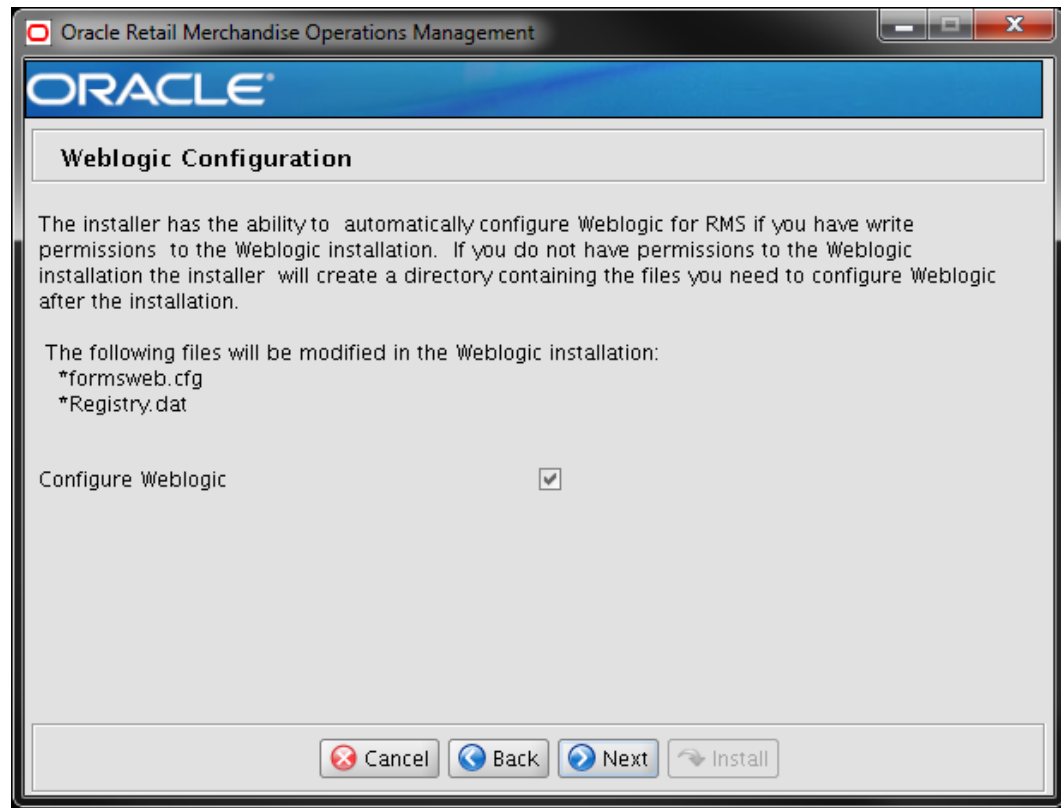 Oracle Retail Merchandise Operations Management
ORACLE
Weblogic Configuration
The installer has the ability to  automatically configure Weblogic for RMS if you have write
permissions  to the Weblogic installation.  If you do not have permissions to the Weblogic
installation the installer  will create a directory containing the files you need to configure Weblogic
after the installation.
The following files will be modified in the Weblogic installation:
*formsweb.cfg
*Registry.dat
Configure Weblogic
Cancel Back Next Install